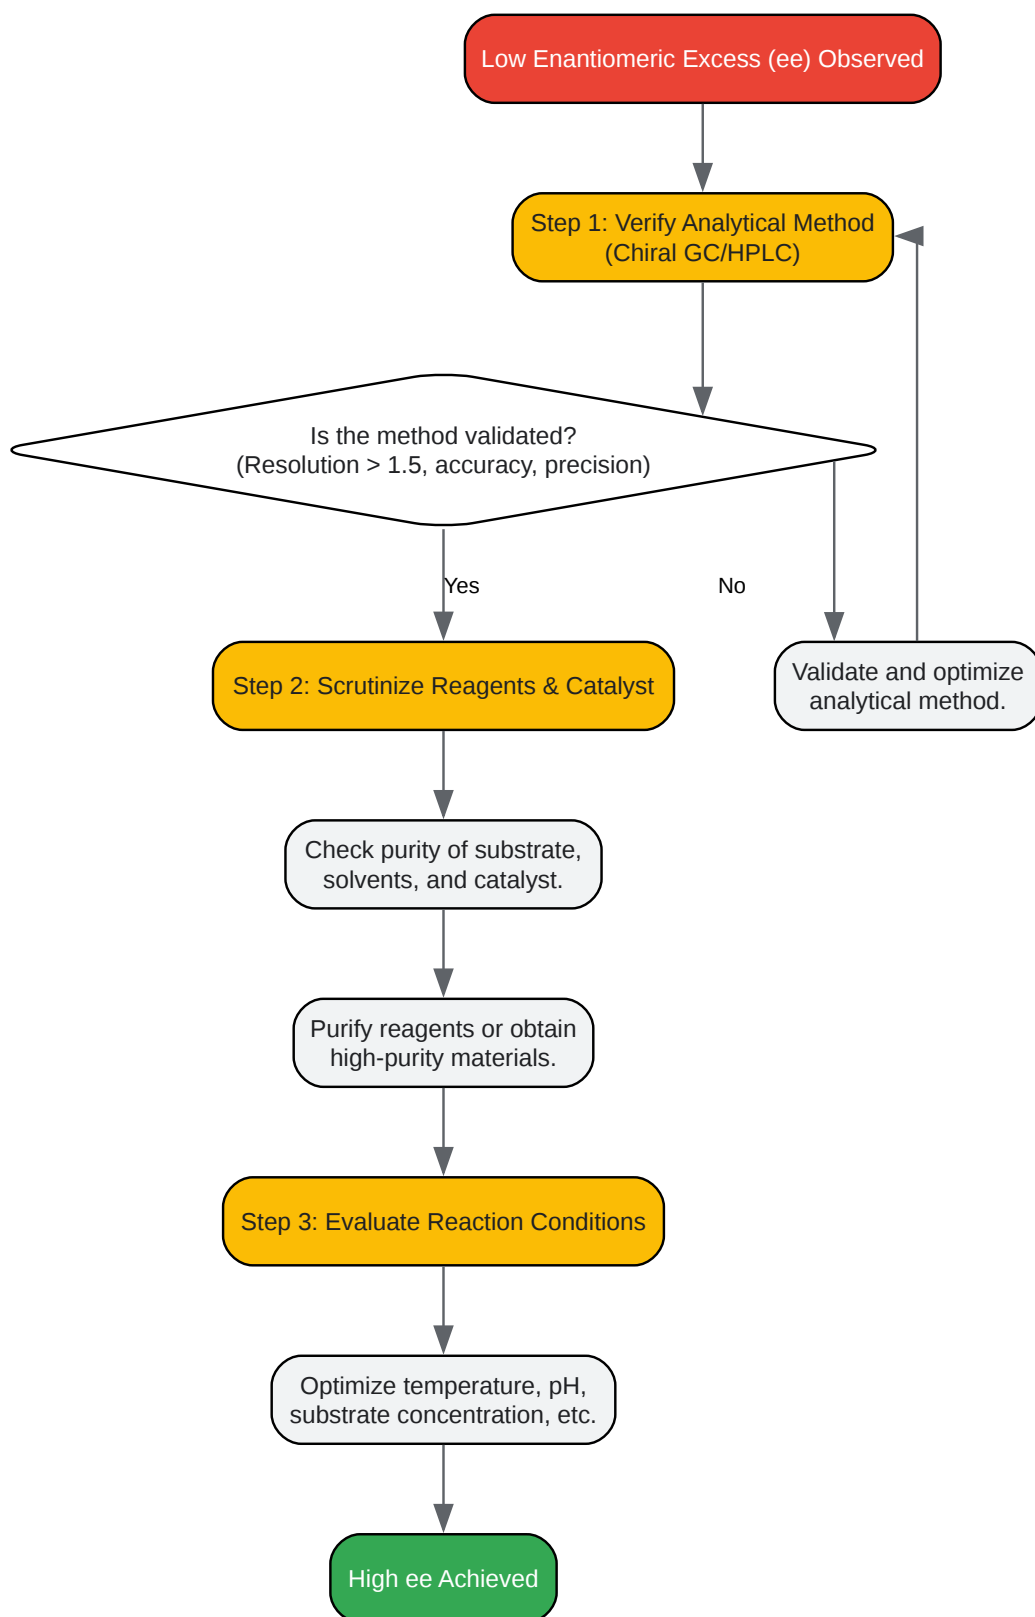 Low Enantiomeric Excess (ee) Observed
Step 1: Verify Analytical Method
(Chiral GC/HPLC)
Is the method validated?
(Resolution > 1.5, accuracy, precision)
Yes
No
Step 2: Scrutinize Reagents & Catalyst
Validate and optimize
analytical method.
Check purity of substrate,
solvents, and catalyst.
Purify reagents or obtain
high-purity materials.
Step 3: Evaluate Reaction Conditions
Optimize temperature, pH,
substrate concentration, etc.
High ee Achieved